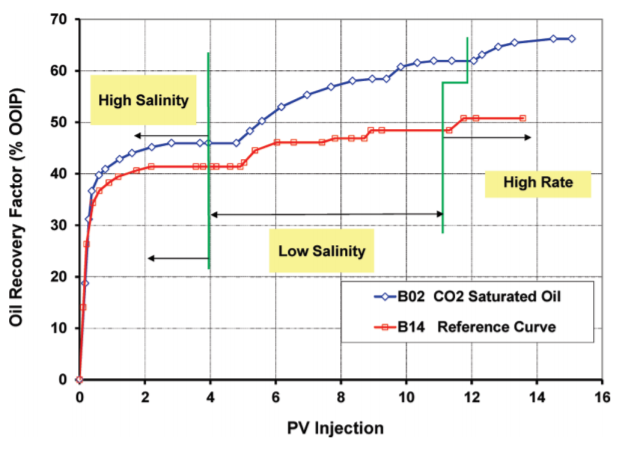 70
60
50
40
30
20
10
0
0 2 4 6 8 10 12 14 16
Oil Recovery Factor (% OOIP)
PV Injection
High Salinity
Low Salinity
High Rate
B02 CO2 Saturated Oil
B14 Reference Curve